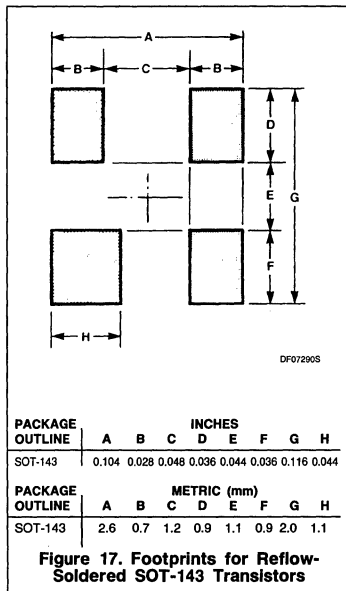 A
B C B
D
E
G
F
H
DF07290S
PACKAGE OUTLINE INCHES
A B C D E F G H
SOT-143 0.104 0.028 0.048 0.036 0.044 0.036 0.116 0.044
PACKAGE OUTLINE METRIC (mm)
A B C D E F G H
SOT-143 2.6 0.7 1.2 0.9 1.1 0.9 2.0 1.1
Figure 17. Footprints for Reflow-
Soldered SOT-143 Transistors